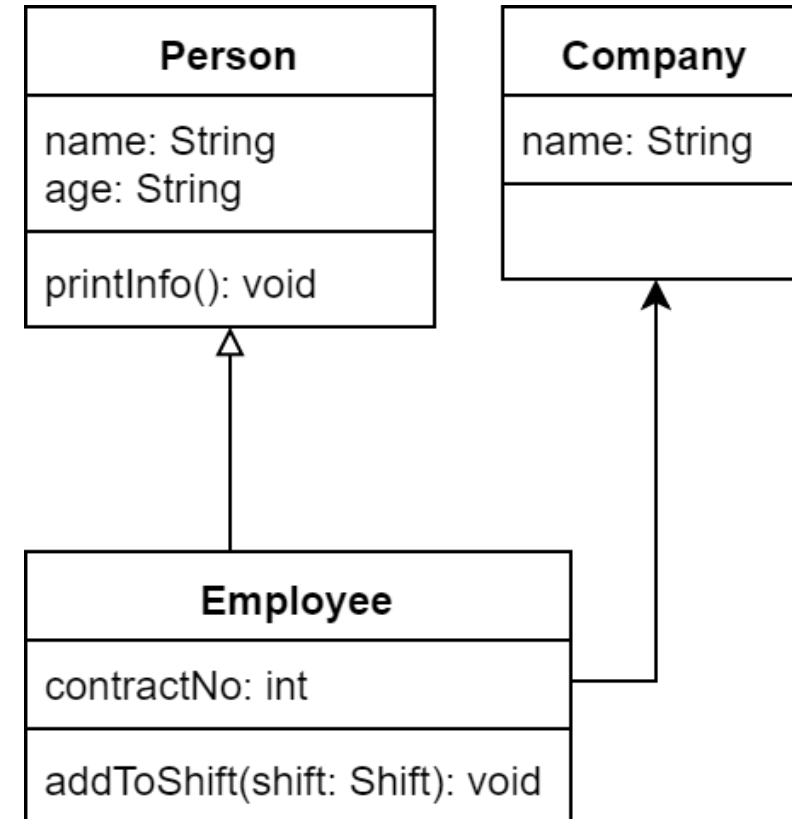 Person
name: String
age: String
printInfo(): void
Company
name: String
Employee
contractNo: int
addToShift(shift: Shift): void